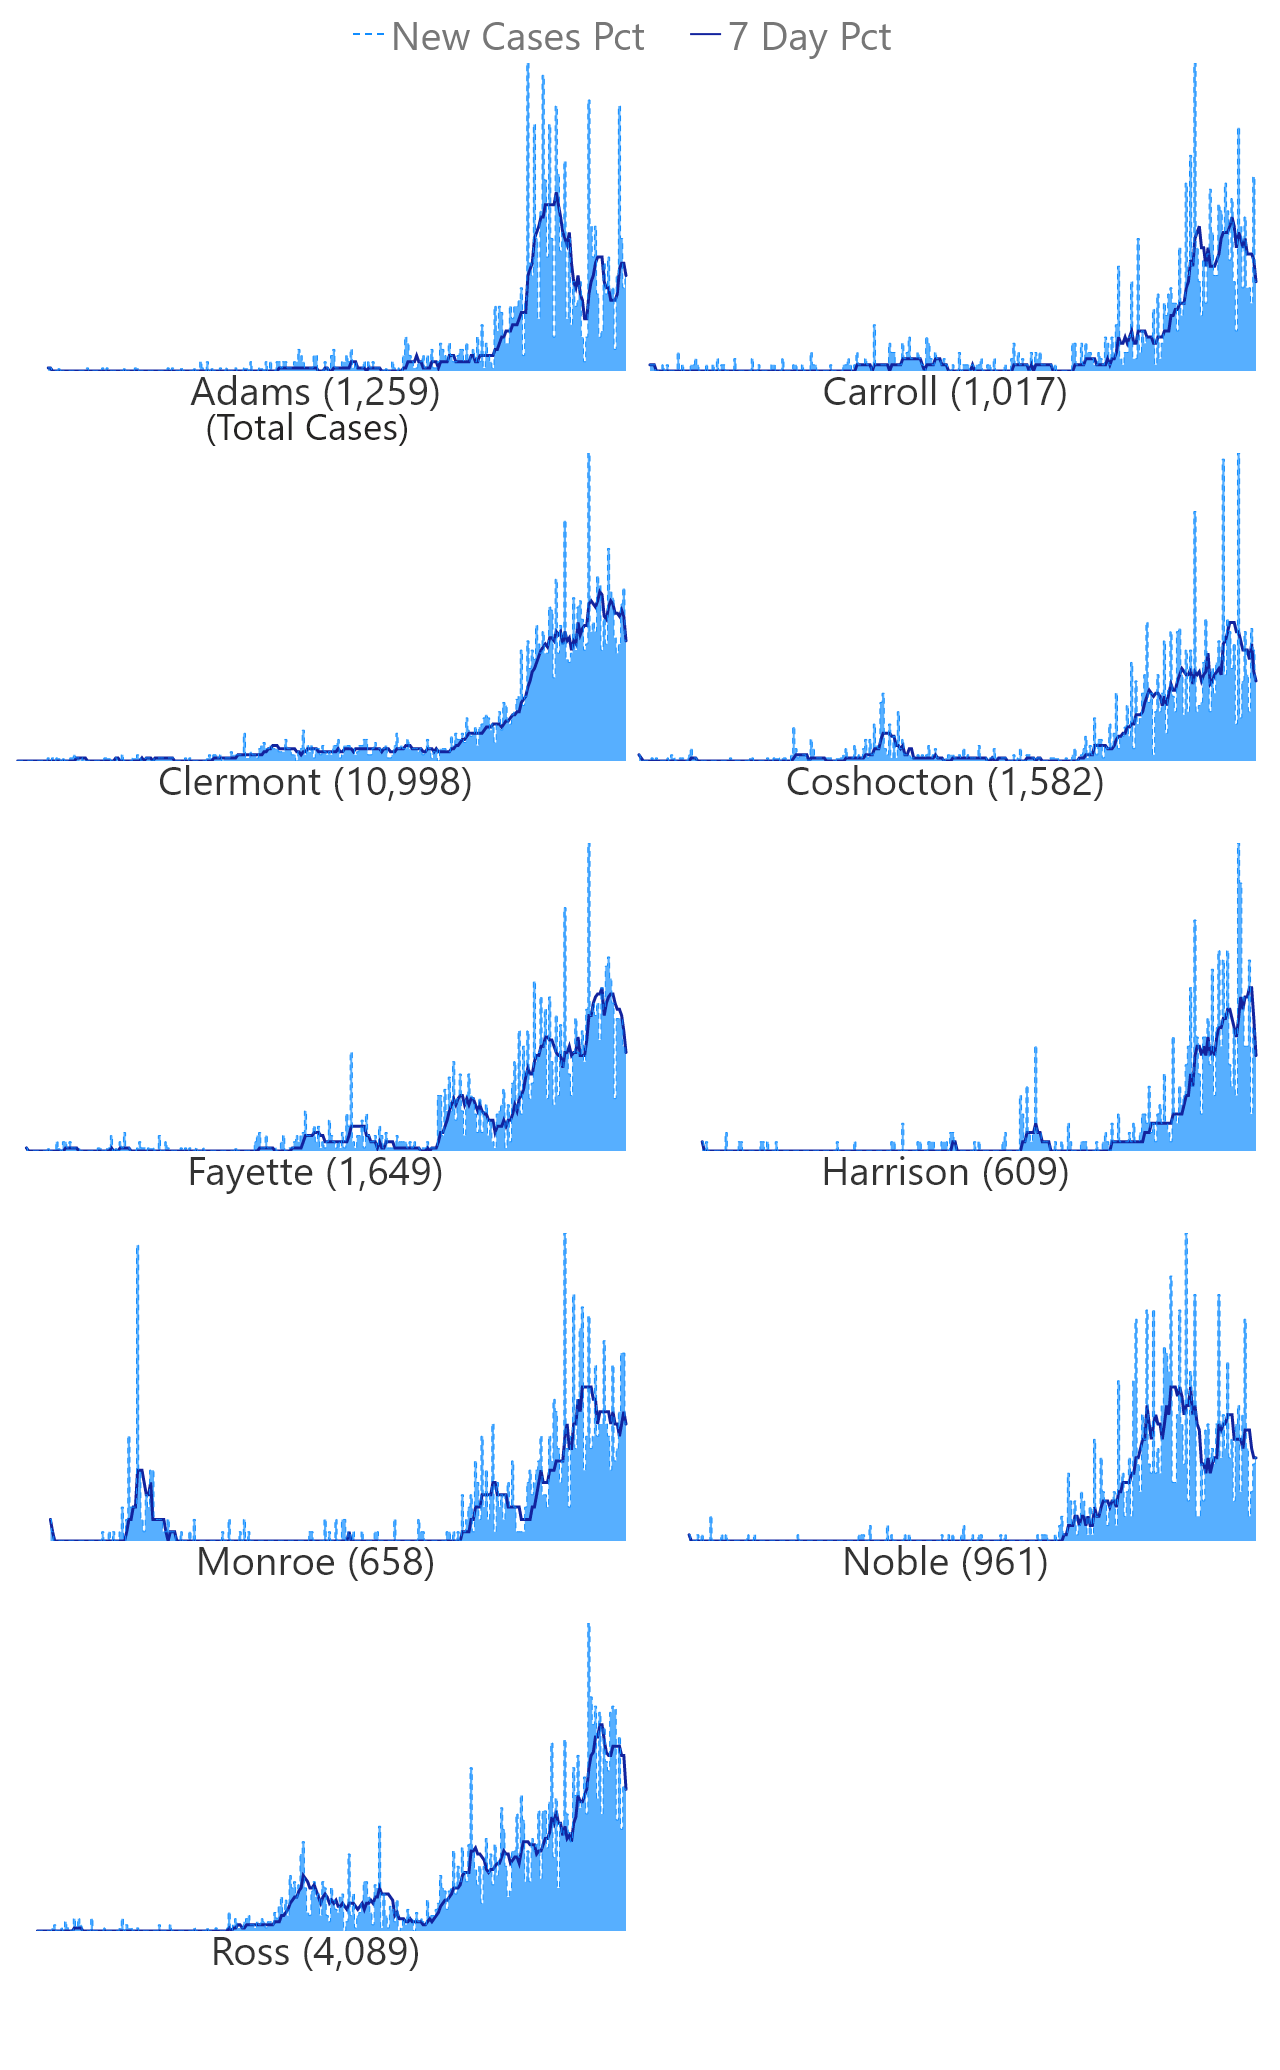 New Cases Pct 7 Day Pct
Adams (1,259) Carroll (1,017)
(Total Cases)
Clermont (10,998) Coshocton (1,582)
Fayette (1,649) Harrison (609)
Monroe (658) Noble (961)
Ross (4,089)